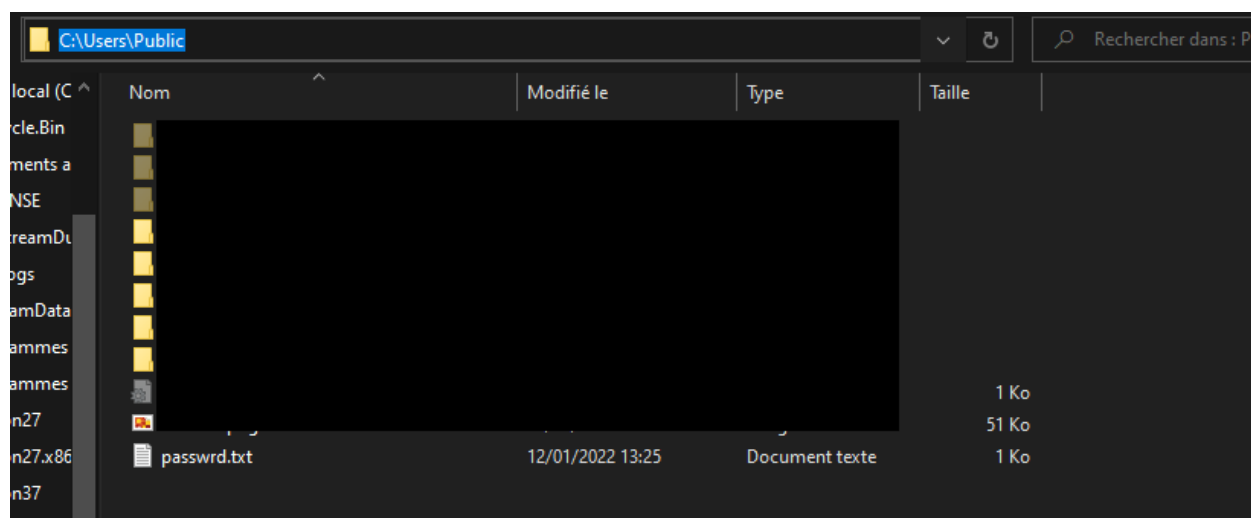 C:\Users\Public
Rechercher dans : P
local (C
Nom Modifié le Type Taille
cle.Bin
ments a
NSE
treamDu
ogs
amData
ammes
ammes
1 Ko
n27
51 Ko
n27.x86
passwrd.txt 12/01/2022 13:25 Document texte 1 Ko
n37